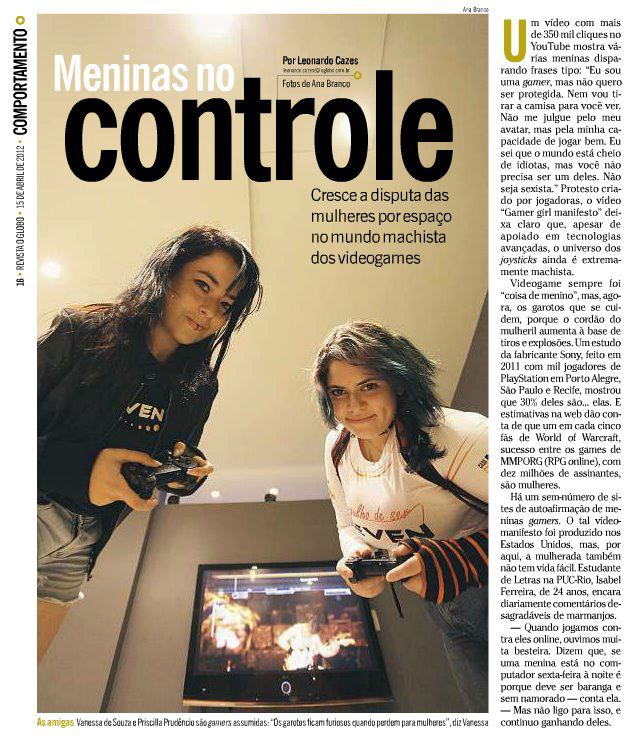 18 • REVISTA O GLOBO • 15 DE ABRIL DE 2012 • COMPORTAMENTO
Ana Branco
Meninas no
controle
Por Leonardo Cazes
leonardo.cazes@oglobo.com.br
Fotos de Ana Branco
Cresce a disputa das
mulheres por espaço
no mundo machista
dos videogames
Um vídeo com mais
de 350 mil cliques no
YouTube mostra vá-
rias meninas dispa-
rando frases tipo: “Eu sou
uma gamer, mas não quero
ser protegida. Nem vou ti-
rar a camisa para você ver.
Não me julgue pelo meu
avatar, mas pela minha ca-
pacidade de jogar bem. Eu
sei que o mundo está cheio
de idiotas, mas você não
precisa ser um deles. Não
seja sexista.” Protesto cria-
do por jogadoras, o vídeo
“Gamer girl manifesto” dei-
xa claro que, apesar de
apoiado em tecnologias
avançadas, o universo dos
joysticks ainda é extrema-
mente machista.
Videogame sempre foi
“coisa de menino”, mas, ago-
ra, os garotos que se cui-
dem, porque o cordão do
mulheril aumenta à base de
tiros e explosões. Um estudo
da fabricante Sony, feito em
2011 com mil jogadores de
PlayStation em Porto Alegre,
São Paulo e Recife, mostrou
que 30% deles são... elas. E
estimativas na web dão con-
ta de que um em cada cinco
fãs de World of Warcraft,
sucesso entre os games de
MMPORG (RPG online), com
dez milhões de assinantes,
são mulheres.
Há um sem-número de si-
tes de autoafirmação de me-
ninas gamers. O tal vídeo-
manifesto foi produzido nos
Estados Unidos, mas, por
aqui, a mulherada também
não tem vida fácil. Estudante
de Letras na PUC-Rio, Isabel
Ferreira, de 24 anos, encara
diariamente comentários de-
sagradáveis de marmanjos.
— Quando jogamos con-
tra eles online, ouvimos mui-
ta besteira. Dizem que, se
uma menina está no com-
putador sexta-feira à noite é
porque deve ser baranga e
sem namorado — conta ela.
— Mas não ligo para isso, e
continuo ganhando deles.
VEN
mulher de sem
EVEN
As amigas Vanessa de Souza e Priscilla Prudêncio são gamers assumidas: “Os garotos ficam furiosos quando perdem para mulheres”, diz Vanessa